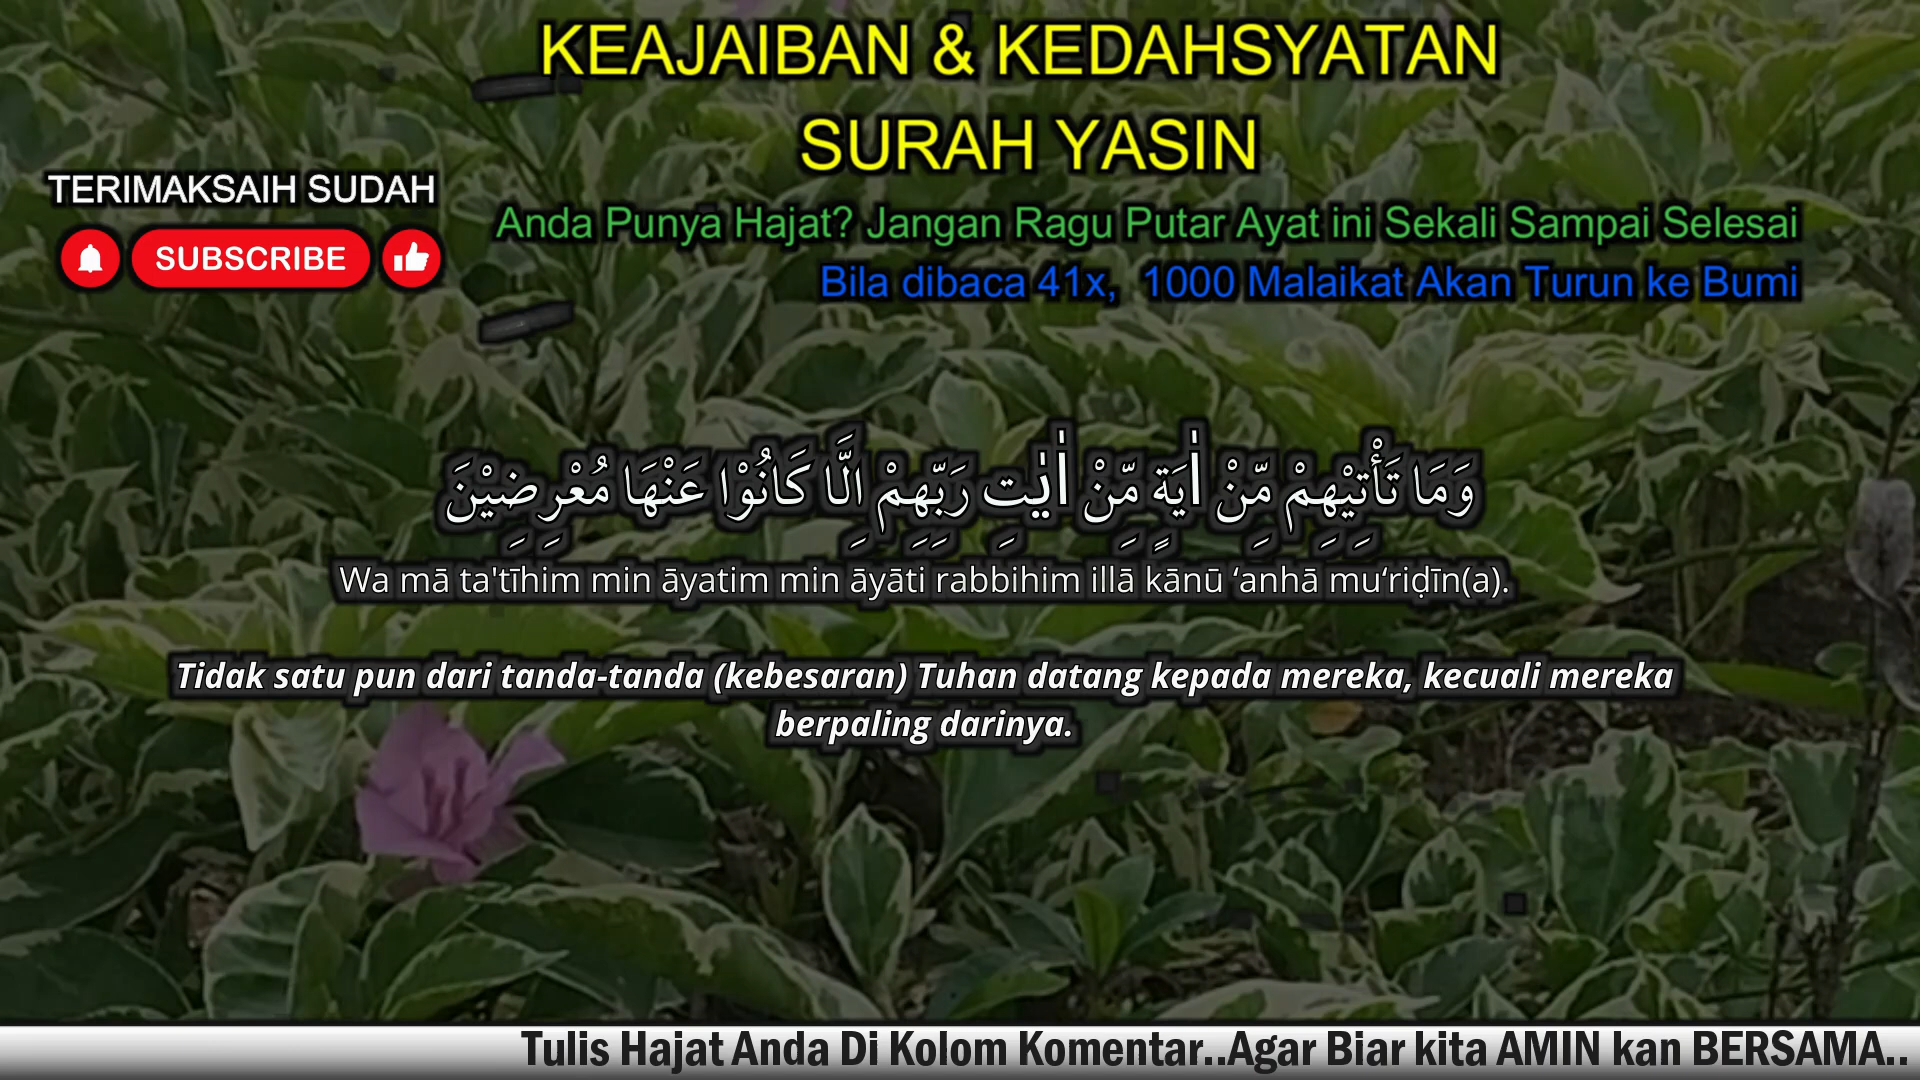 KEAJAIBAN & KEDAHSYATAN
SURAH YASIN
TERIMAKSAIH SUDAH
SUBSCRIBE
Anda Punya Hajat? Jangan Ragu Putar Ayat ini Sekali Sampai Selesai
Bila dibaca 41x, 1000 Malaikat Akan Turun ke Bumi
وَمَا تَأْتِيْهِمْ مِّنْ اٰيَةٍ مِّنْ اٰيٰتِ رَبِّهِمْ اِلَّا كَانُوْا عَنْهَا مُعْرِضِيْنَ
Wa mā ta'tīhim min āyatim min āyāti rabbihim illā kānū ‘anhā mu‘riḍīn(a).
Tidak satu pun dari tanda-tanda (kebesaran) Tuhan datang kepada mereka, kecuali mereka
berpaling darinya.
Tulis Hajat Anda Di Kolom Komentar..Agar Biar kita AMIN kan BERSAMA..